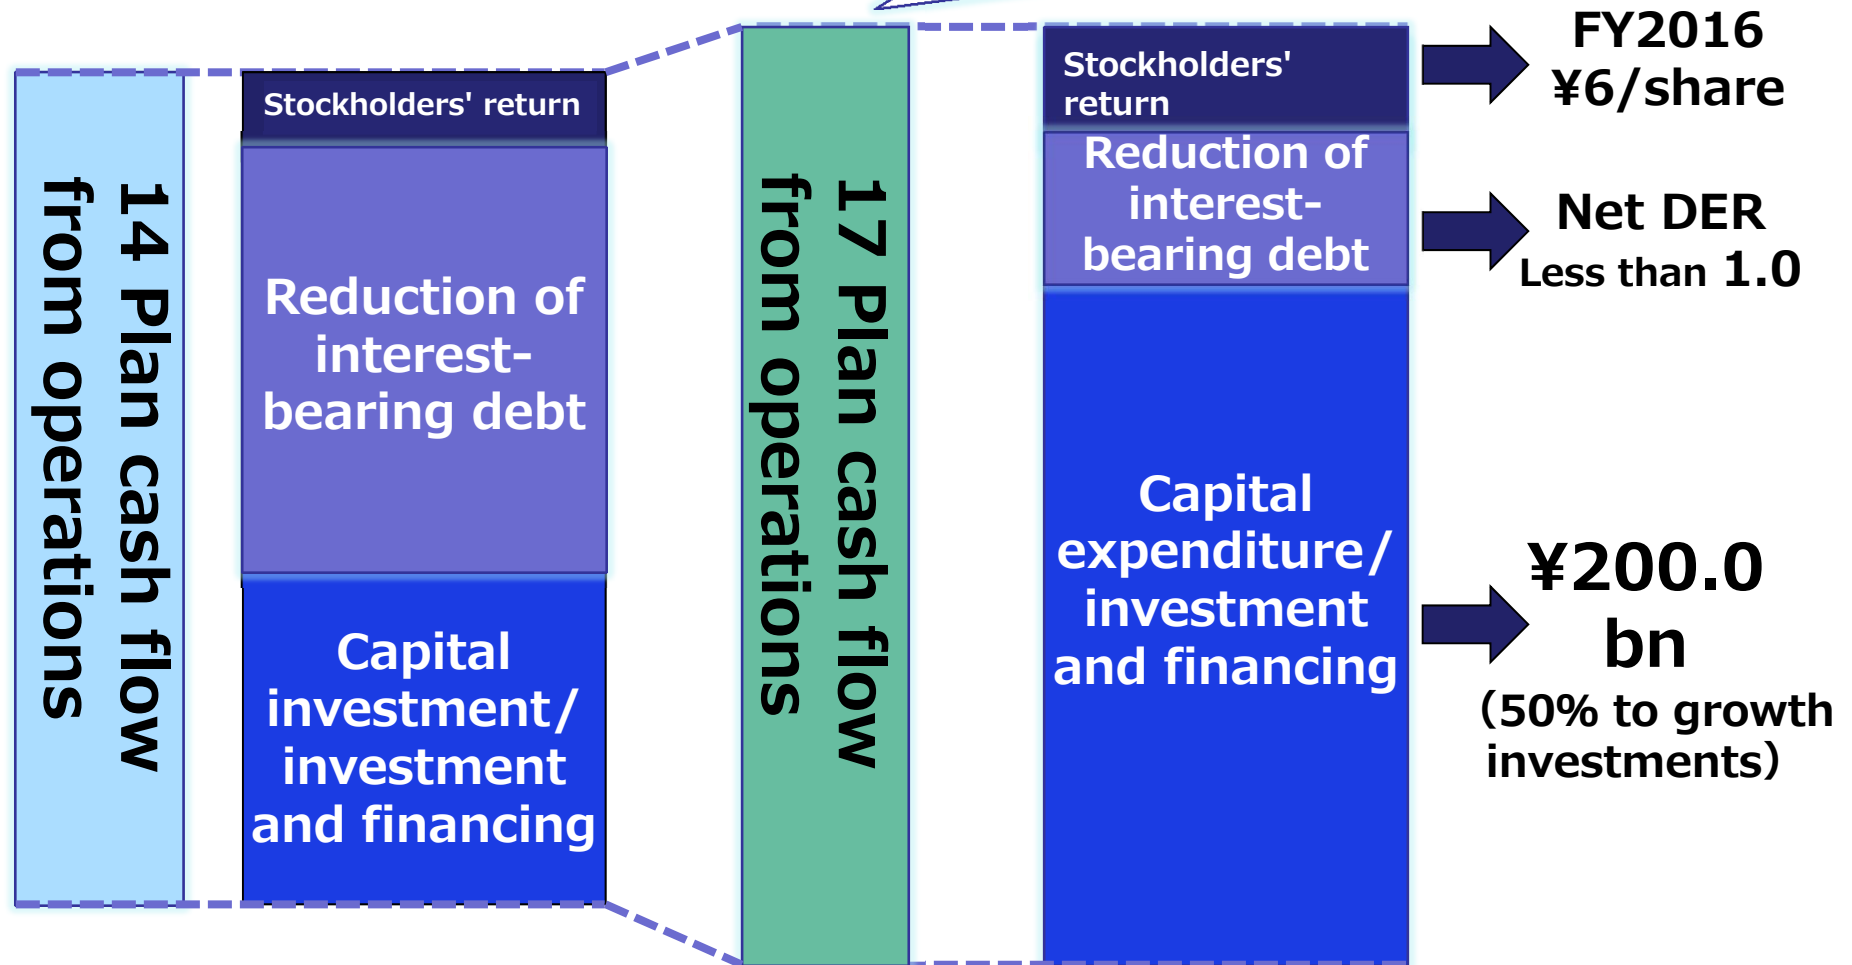 14 Plan cash flow
from operations
Stockholders' return
Reduction of
interest-
bearing debt
Capital
investment/
investment
and financing
17 Plan cash flow
from operations
Stockholders'
return
Reduction of
interest-
bearing debt
Capital
expenditure/
investment
and financing
FY2016
¥6/share
Net DER
Less than 1.0
¥200.0
bn
(50% to growth
investments)